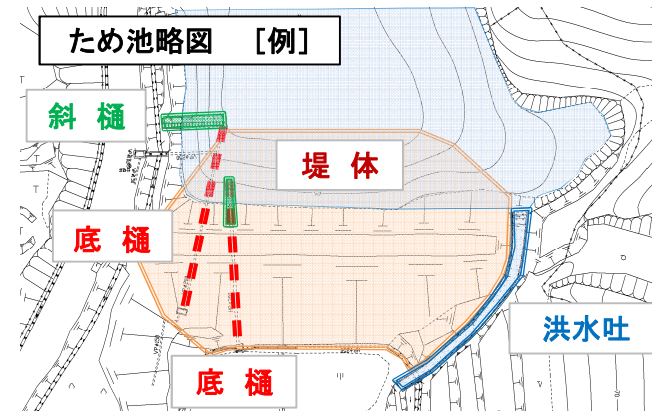 ため池略図　［例］
斜 樋
堤 体
底 樋
洪水吐
底 樋